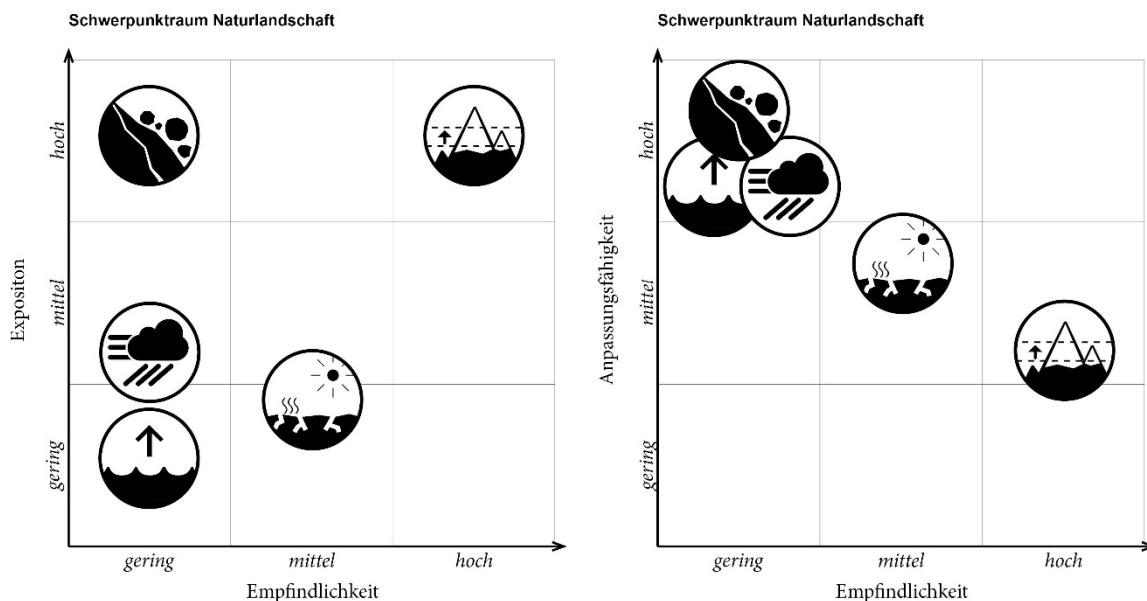 Schwerpunktraum Naturlandschaft
hoch
mittel
gering
Expositon
gering
mittel
hoch
Empfindlichkeit
Schwerpunktraum Naturlandschaft
hoch
mittel
gering
Anpassungsfähigkeit
gering
mittel
hoch
Empfindlichkeit